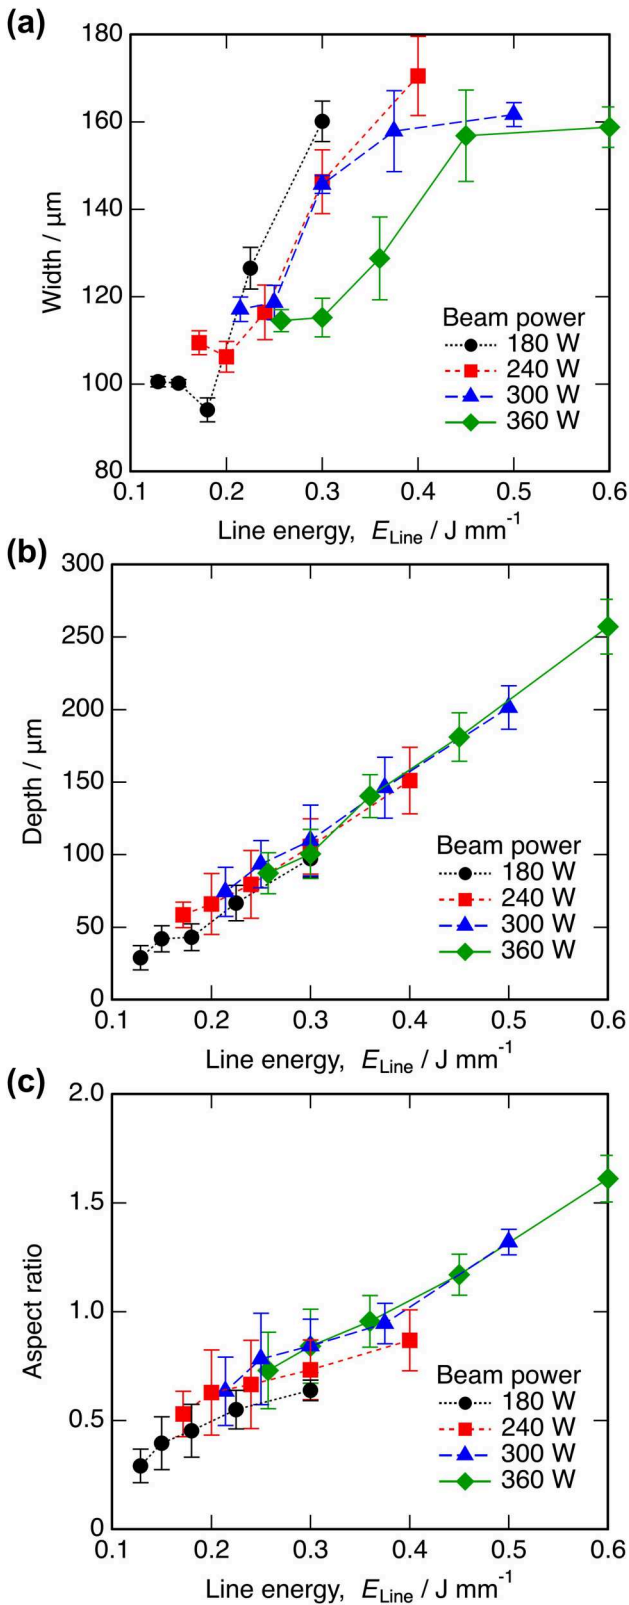 (a)
180
160
140
120
100
80
Width / µm
Beam power
180 W
240 W
300 W
360 W
0.1 0.2 0.3 0.4 0.5 0.6
Line energy, E_Line / J mm⁻¹
(b)
300
250
200
150
100
50
0
Depth / µm
Beam power
180 W
240 W
300 W
360 W
0.1 0.2 0.3 0.4 0.5 0.6
Line energy, E_Line / J mm⁻¹
(c)
2.0
1.5
1.0
0.5
0
Aspect ratio
Beam power
180 W
240 W
300 W
360 W
0.1 0.2 0.3 0.4 0.5 0.6
Line energy, E_Line / J mm⁻¹